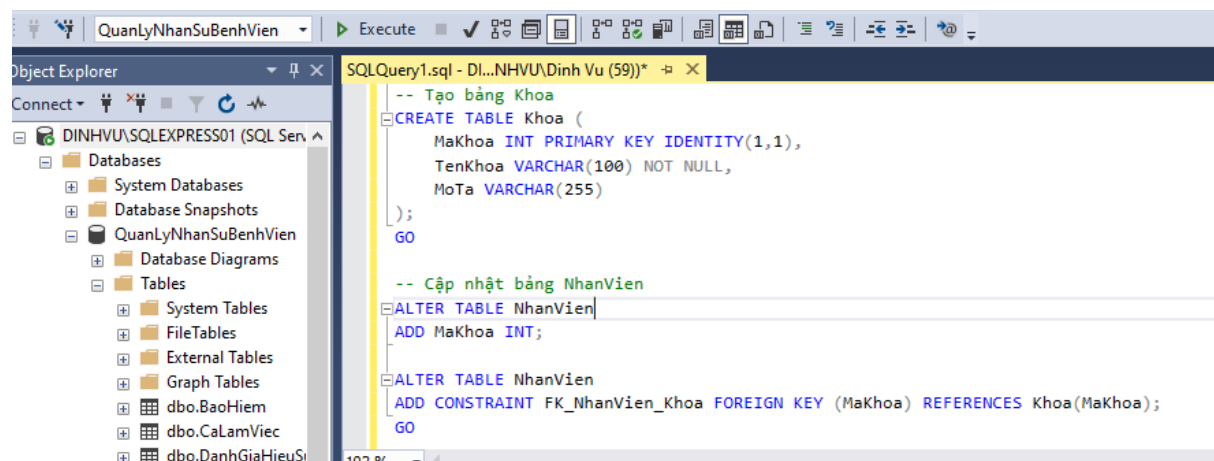 QuanLyNhanSuBenhVien
Execute
Object Explorer
SQLQuery1.sql - DI...NHVU\Dinh Vu (59))*
Connect
DINHVU\SQLEXPRESS01 (SQL Serv
Databases
System Databases
Database Snapshots
QuanLyNhanSuBenhVien
Database Diagrams
Tables
System Tables
FileTables
External Tables
Graph Tables
dbo.BaoHiem
dbo.CaLamViec
dbo.DanhGiaHieuS
-- Tạo bảng Khoa
CREATE TABLE Khoa (
MaKhoa INT PRIMARY KEY IDENTITY(1,1),
TenKhoa VARCHAR(100) NOT NULL,
MoTa VARCHAR(255)
);
GO
-- Cập nhật bảng NhanVien
ALTER TABLE NhanVien
ADD MaKhoa INT;
ALTER TABLE NhanVien
ADD CONSTRAINT FK_NhanVien_Khoa FOREIGN KEY (MaKhoa) REFERENCES Khoa(MaKhoa);
GO